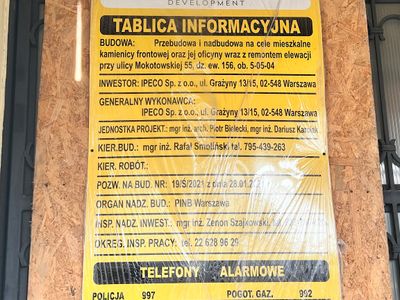 DEVELOPMENT
TABLICA INFORMACYJNA
BUDOWA: Przebudowa i nadbudowa na cele mieszkalne
kamienicy frontowej oraz jej oficyny wraz z remontem elewacji
przy ulicy Mokotowskiej 55, dz. ew. 156, ob. 5-05-04
INWESTOR: IPECO Sp. z o.o., ul. Grażyny 13/15, 02-548 Warszawa
GENERALNY WYKONAWCA:
IPECO Sp. z o.o., ul. Grażyny 13/15, 02-548 Warszawa
JEDNOSTKA PROJEKT.: mgr inż. arch. Piotr Bielecki, mgr inż. Dariusz
KIER.BUD.: mgr inż. Rafał Smoliński tel. 795-439-263
KIER. ROBÓT.:
POZW. NA BUD. NR: 19/Ś/2021 z dnia 28.01.
ORGAN NADZ. BUD.: PINB Warszawa
INSP. NADZ. INWEST.: mgr inż. Zenon Szajkowski,
OKRĘG. INSP. PRACY: tel. 22 628 96 29
TELEFONY ALARMOWE
POLICJA 997 POGOT. GAZ. 992